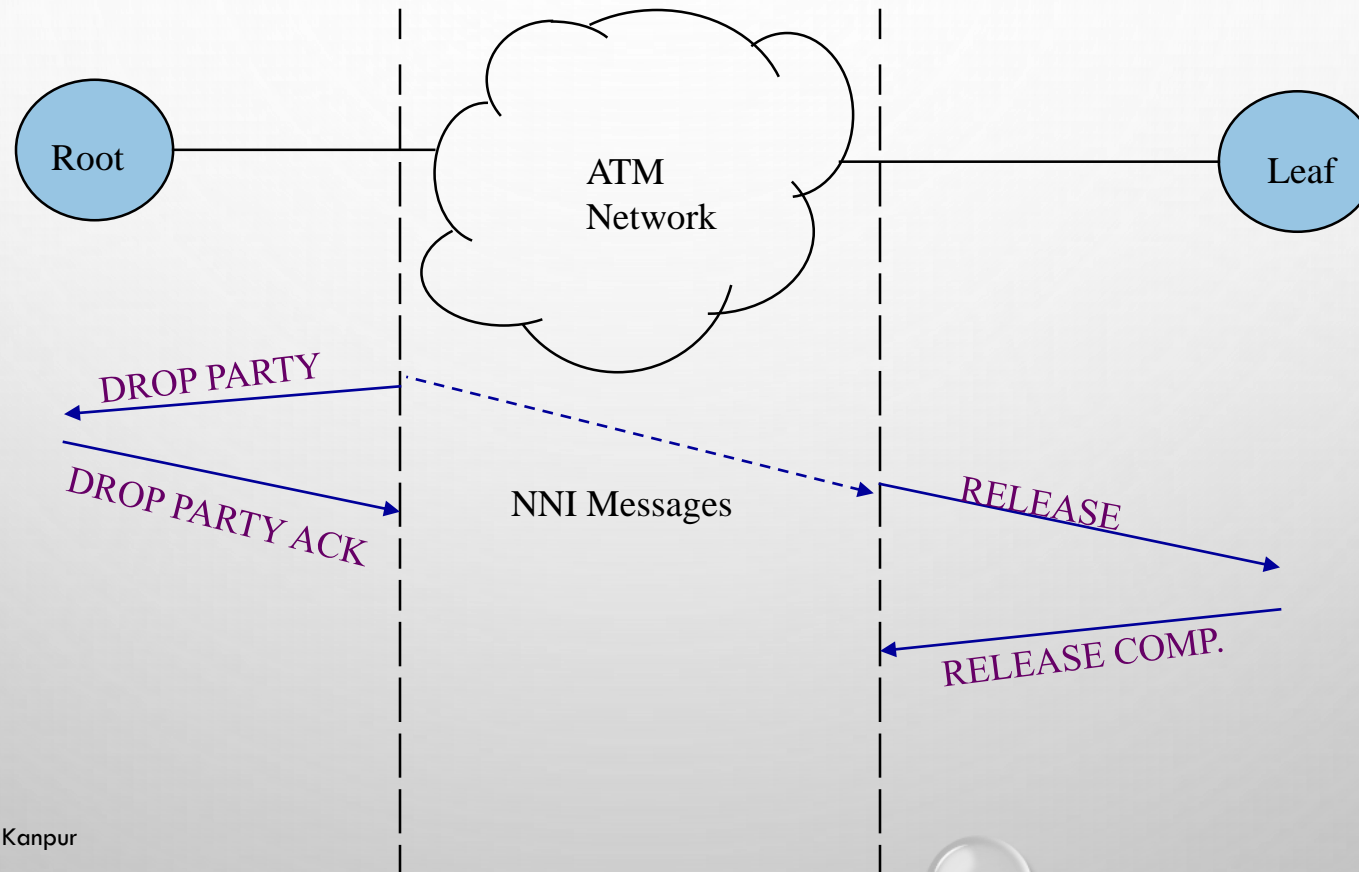 Root
ATM
Network
Leaf
DROP PARTY
DROP PARTY ACK
NNI Messages
RELEASE
RELEASE COMP.
Kanpur